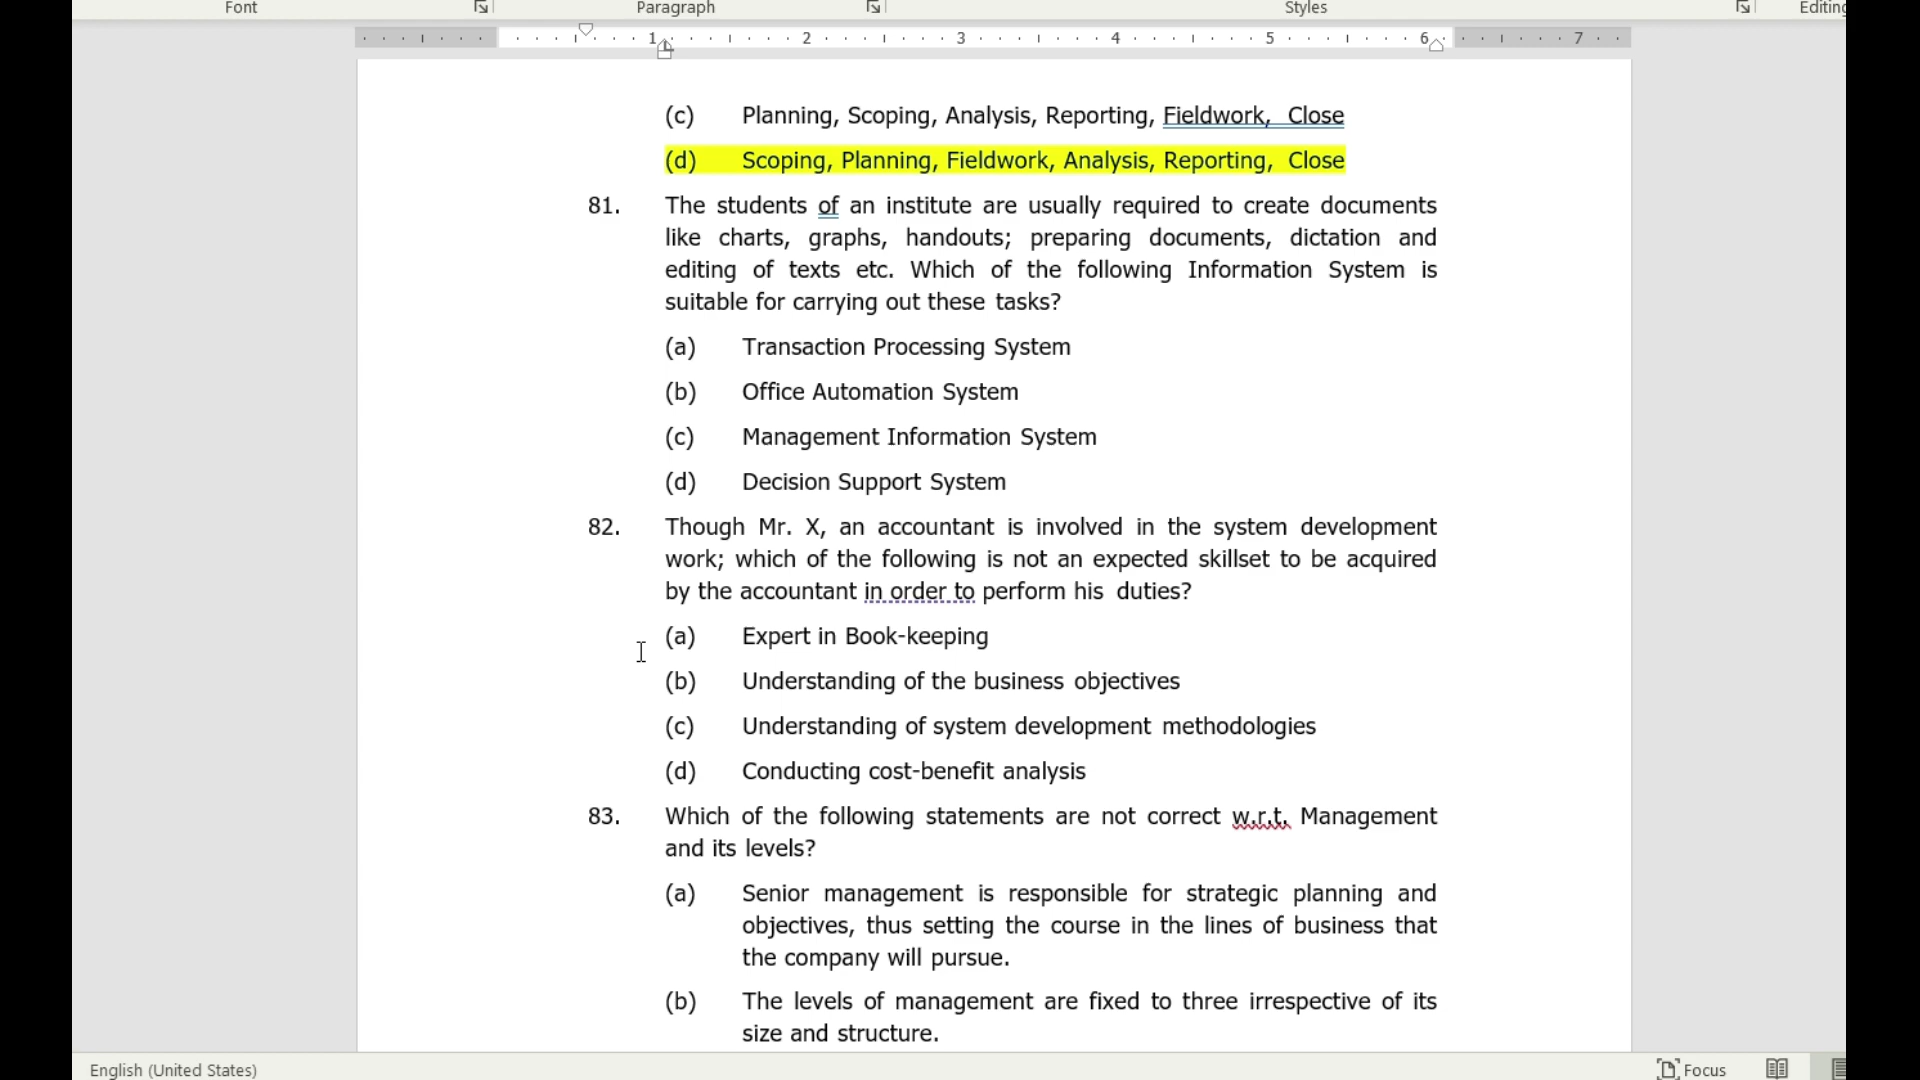 Font Paragraph Styles Editing
1 2 3 4 5 6 7
(c) Planning, Scoping, Analysis, Reporting, Fieldwork, Close
(d) Scoping, Planning, Fieldwork, Analysis, Reporting, Close
81. The students of an institute are usually required to create documents
like charts, graphs, handouts; preparing documents, dictation and
editing of texts etc. Which of the following Information System is
suitable for carrying out these tasks?
(a) Transaction Processing System
(b) Office Automation System
(c) Management Information System
(d) Decision Support System
82. Though Mr. X, an accountant is involved in the system development
work; which of the following is not an expected skillset to be acquired
by the accountant in order to perform his duties?
(a) Expert in Book-keeping
(b) Understanding of the business objectives
(c) Understanding of system development methodologies
(d) Conducting cost-benefit analysis
83. Which of the following statements are not correct w.r.t. Management
and its levels?
(a) Senior management is responsible for strategic planning and
objectives, thus setting the course in the lines of business that
the company will pursue.
(b) The levels of management are fixed to three irrespective of its
size and structure.
English (United States) Focus